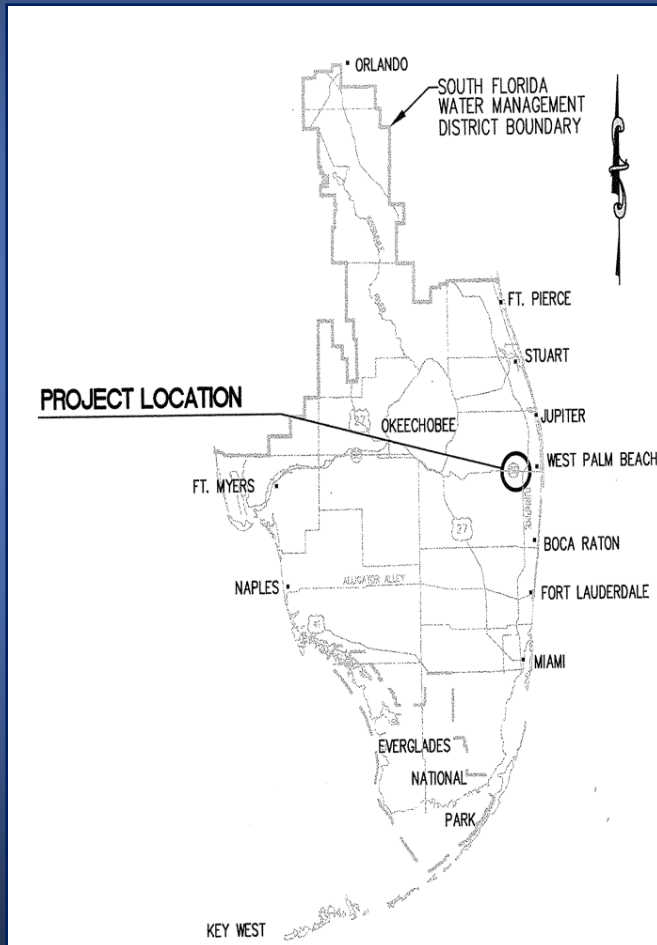 ORLANDO
SOUTH FLORIDA
WATER MANAGEMENT
DISTRICT BOUNDARY
FT. PIERCE
STUART
PROJECT LOCATION
27
JUPITER
OKEECHOBEE
WEST PALM BEACH
FT. MYERS
27
BOCA RATON
NAPLES
ALLIGATOR ALLEY
FORT LAUDERDALE
41
MIAMI
EVERGLADES
NATIONAL
PARK
KEY WEST